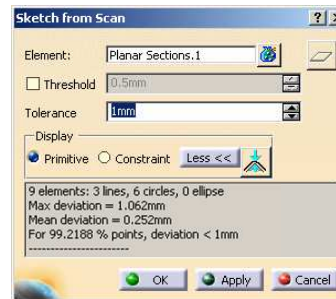 Sketch from Scan
Element: Planar Sections.1
Threshold 0.5mm
Tolerance 1mm
Display
Primitive Constraint Less <<
9 elements: 3 lines, 6 circles, 0 ellipse
Max deviation = 1.062mm
Mean deviation = 0.252mm
For 99.2188 % points, deviation < 1mm
----------------------
OK Apply Cancel